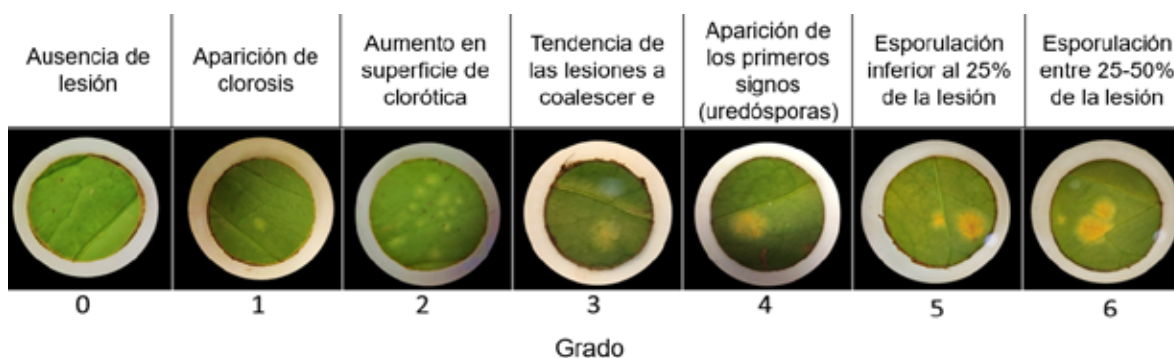 Ausencia de
lesión
Aparición de
clorosis
Aumento en
superficie de
clorótica
Tendencia de
las lesiones a
coalescer e
Aparición de
los primeros
signos
(uredósporas)
Esporulación
inferior al 25%
de la lesión
Esporulación
entre 25-50%
de la lesión
0
1
2
3
4
5
6
Grado